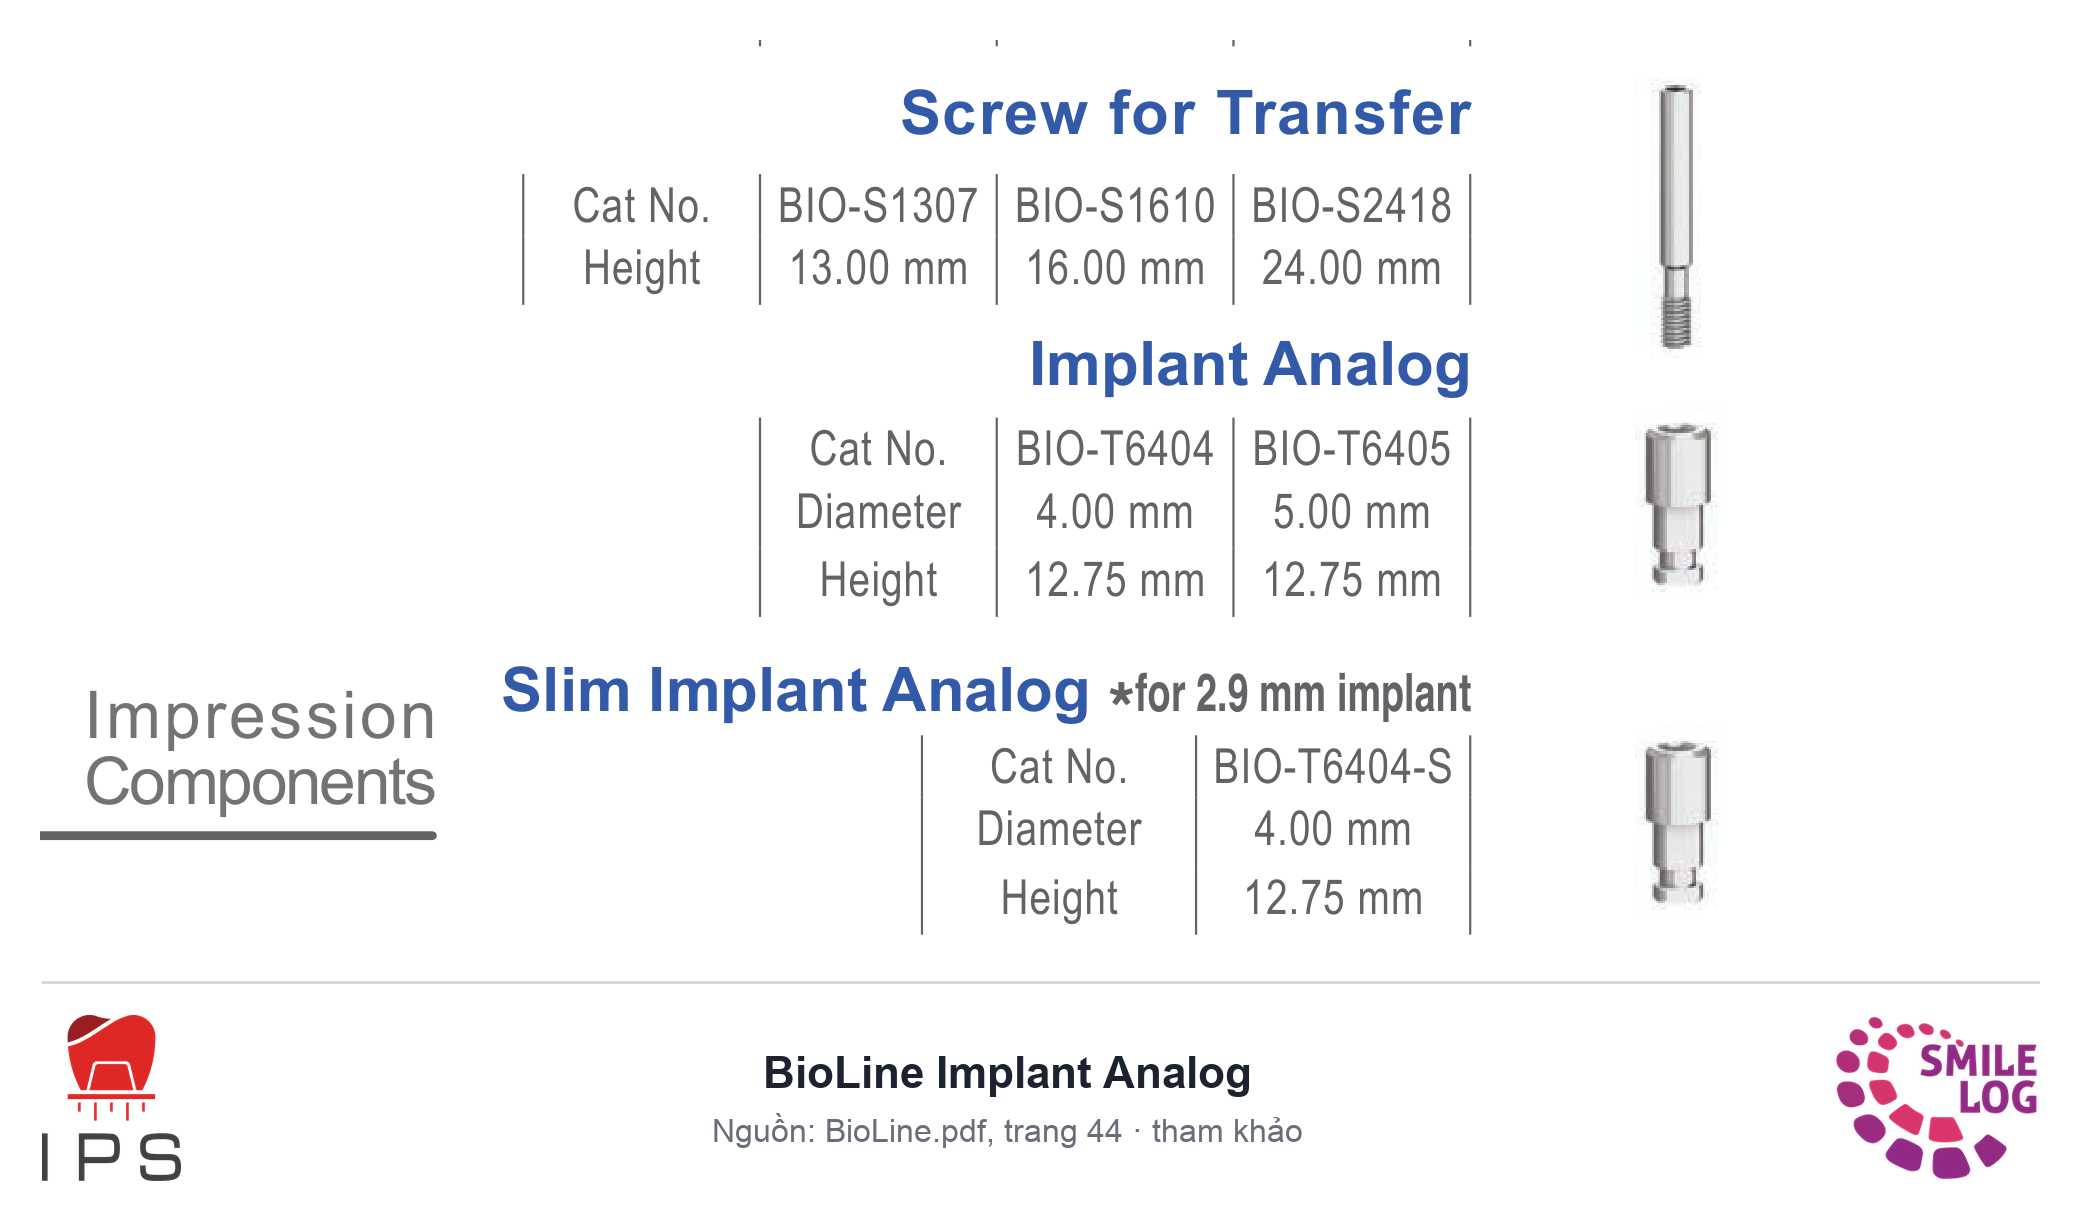 Screw for Transfer
Cat No. BIO-S1307 BIO-S1610 BIO-S2418
Height 13.00 mm 16.00 mm 24.00 mm
Implant Analog
Cat No. BIO-T6404 BIO-T6405
Diameter 4.00 mm 5.00 mm
Height 12.75 mm 12.75 mm
Slim Implant Analog *for 2.9 mm implant
Cat No. BIO-T6404-S
Diameter 4.00 mm
Height 12.75 mm
Impression
Components
IPS
BioLine Implant Analog
Nguồn: BioLine.pdf, trang 44 · tham khảo
SMILE
LOG